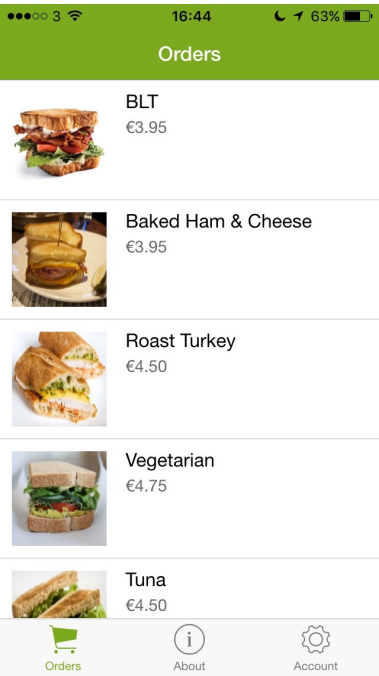 3 16:44 63%
Orders
BLT
€3.95
Baked Ham & Cheese
€3.95
Roast Turkey
€4.50
Vegetarian
€4.75
Tuna
€4.50
Orders About Account